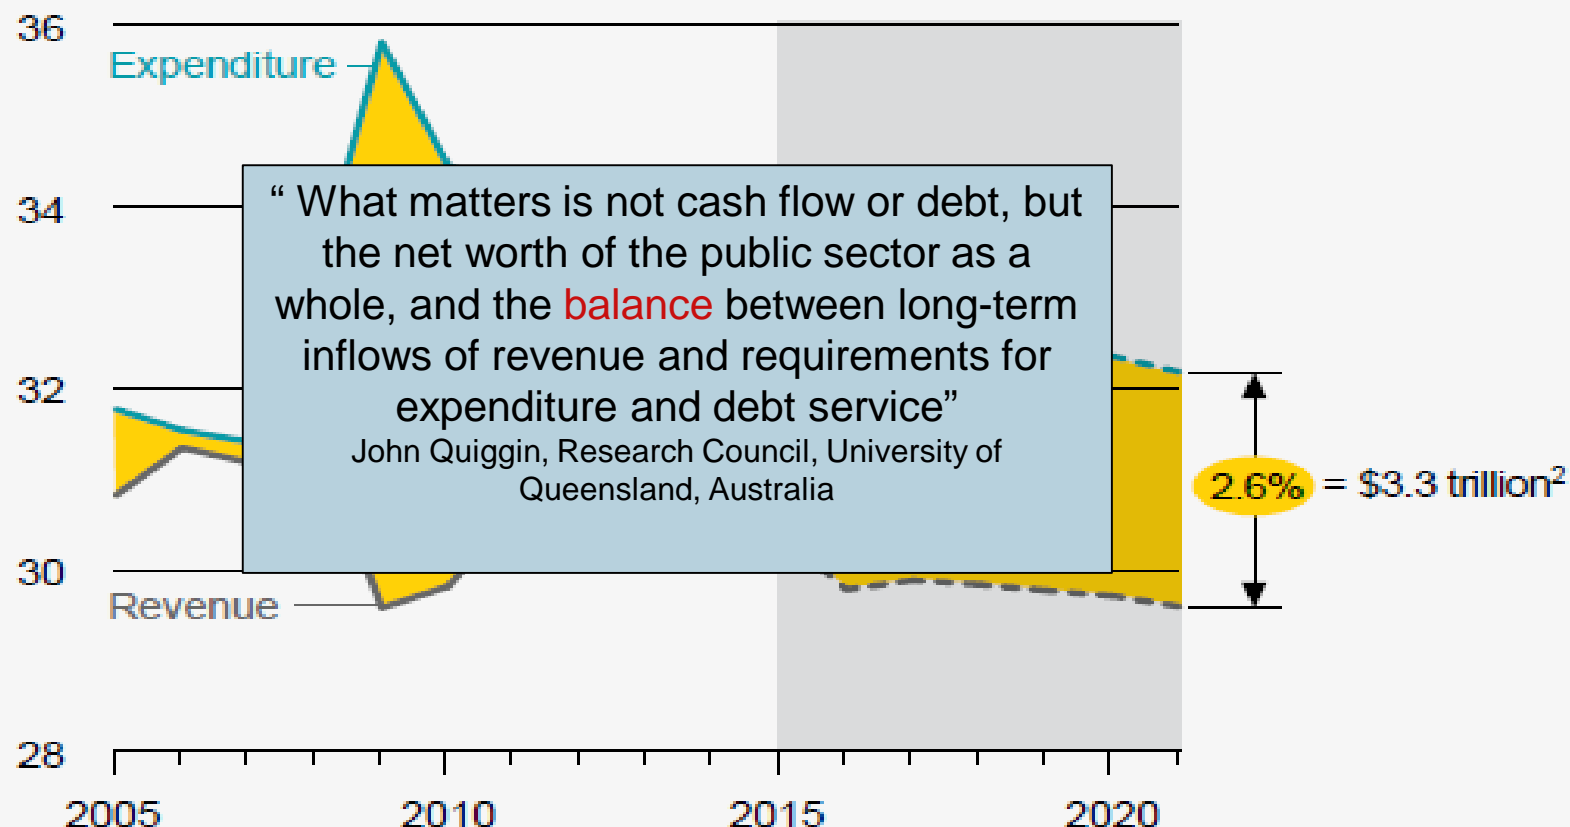 36
Expenditure
34
“ What matters is not cash flow or debt, but
the net worth of the public sector as a
whole, and the balance between long-term
inflows of revenue and requirements for
expenditure and debt service”
John Quiggin, Research Council, University of
Queensland, Australia
32
2.6% = $3.3 trillion²
30
Revenue
28
2005 2010 2015 2020